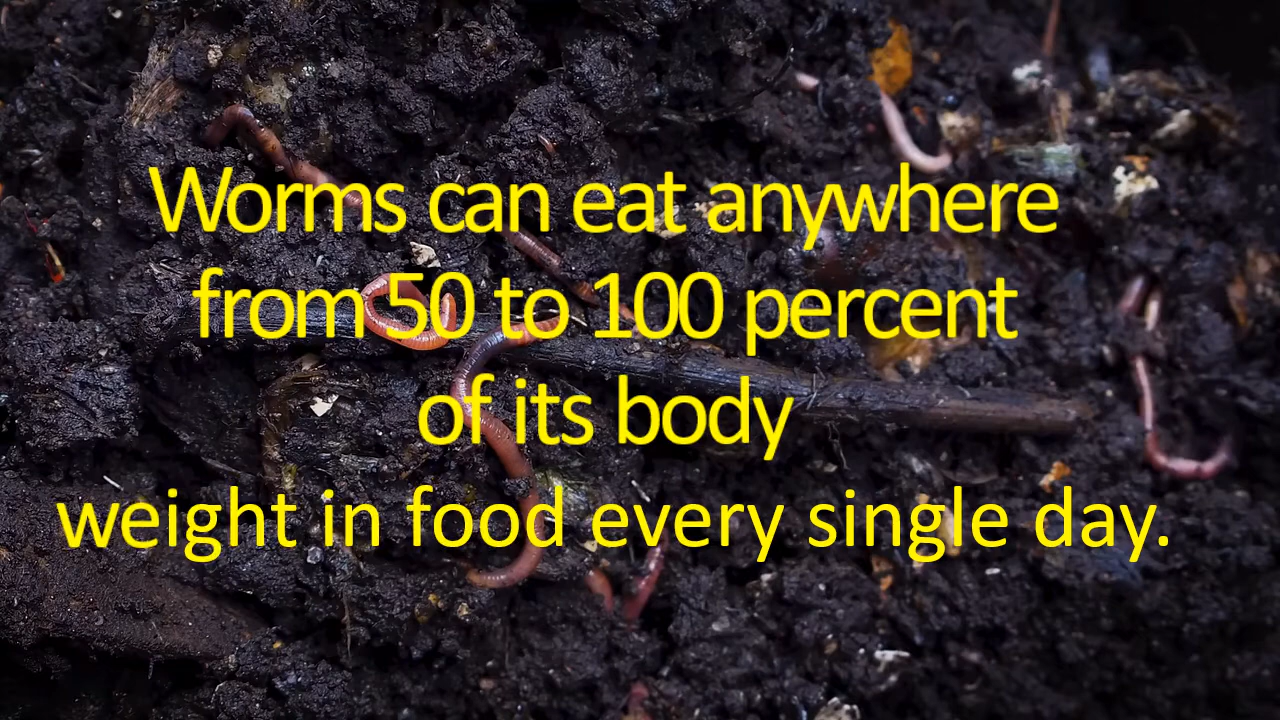 Worms can eat anywhere
from 50 to 100 percent
of its body
weight in food every single day.